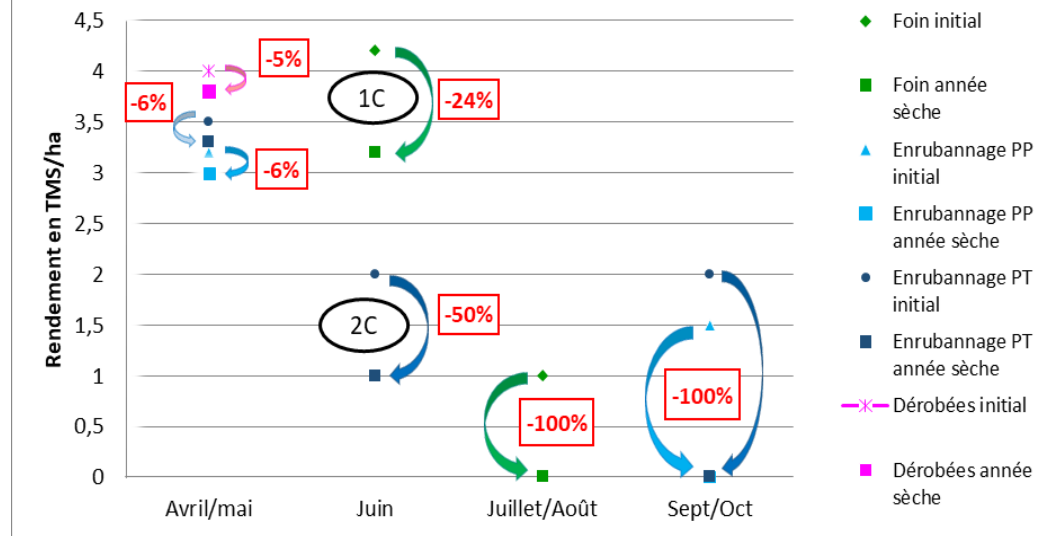 Rendement en TMS/ha
4,5
4
3,5
3
2,5
2
1,5
1
0,5
0
Avril/mai
Juin
Juillet/Août
Sept/Oct
-5%
-6%
-6%
1C
-24%
2C
-50%
-100%
-100%
Foin initial
Foin année
sèche
Enrubannage PP
initial
Enrubannage PP
année sèche
Enrubannage PT
initial
Enrubannage PT
année sèche
Dérobées initial
Dérobées année
sèche